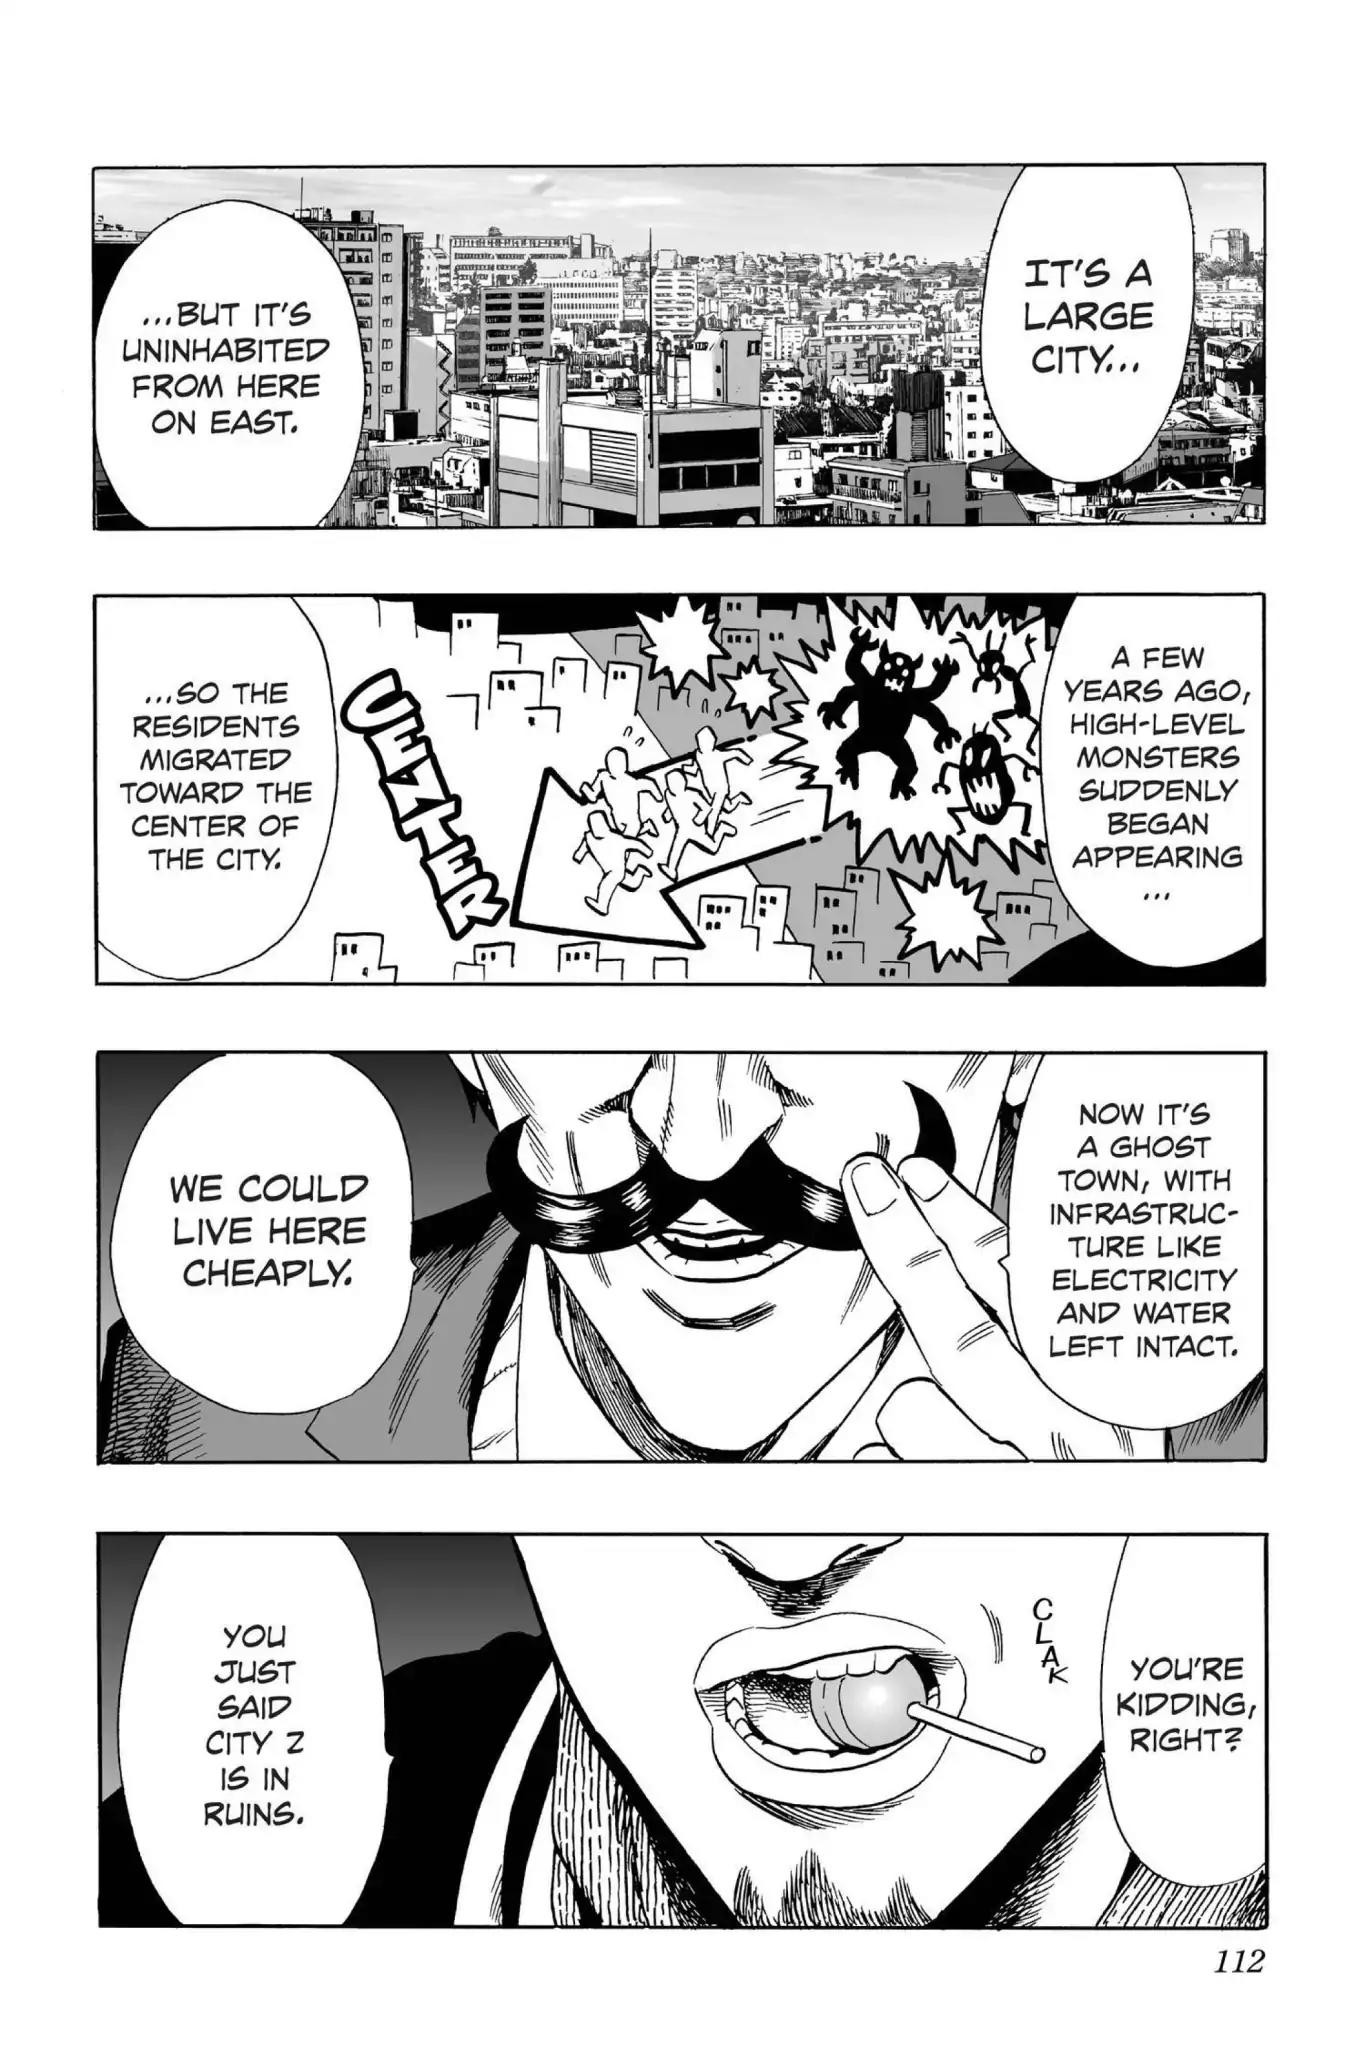 IT'S A
LARGE
CITY...
...BUT IT'S
UNINHABITED
FROM HERE
ON EAST.
A FEW
YEARS AGO,
HIGH-LEVEL
MONSTERS
SUDDENLY
BEGAN
APPEARING
...
CENTER
...SO THE
RESIDENTS
MIGRATED
TOWARD THE
CENTER OF
THE CITY.
NOW IT'S
A GHOST
TOWN, WITH
INFRASTRUC-
TURE LIKE
ELECTRICITY
AND WATER
LEFT INTACT.
WE COULD
LIVE HERE
CHEAPLY.
YOU'RE
KIDDING,
RIGHT?
CLAK
YOU
JUST
SAID
CITY Z
IS IN
RUINS.
112